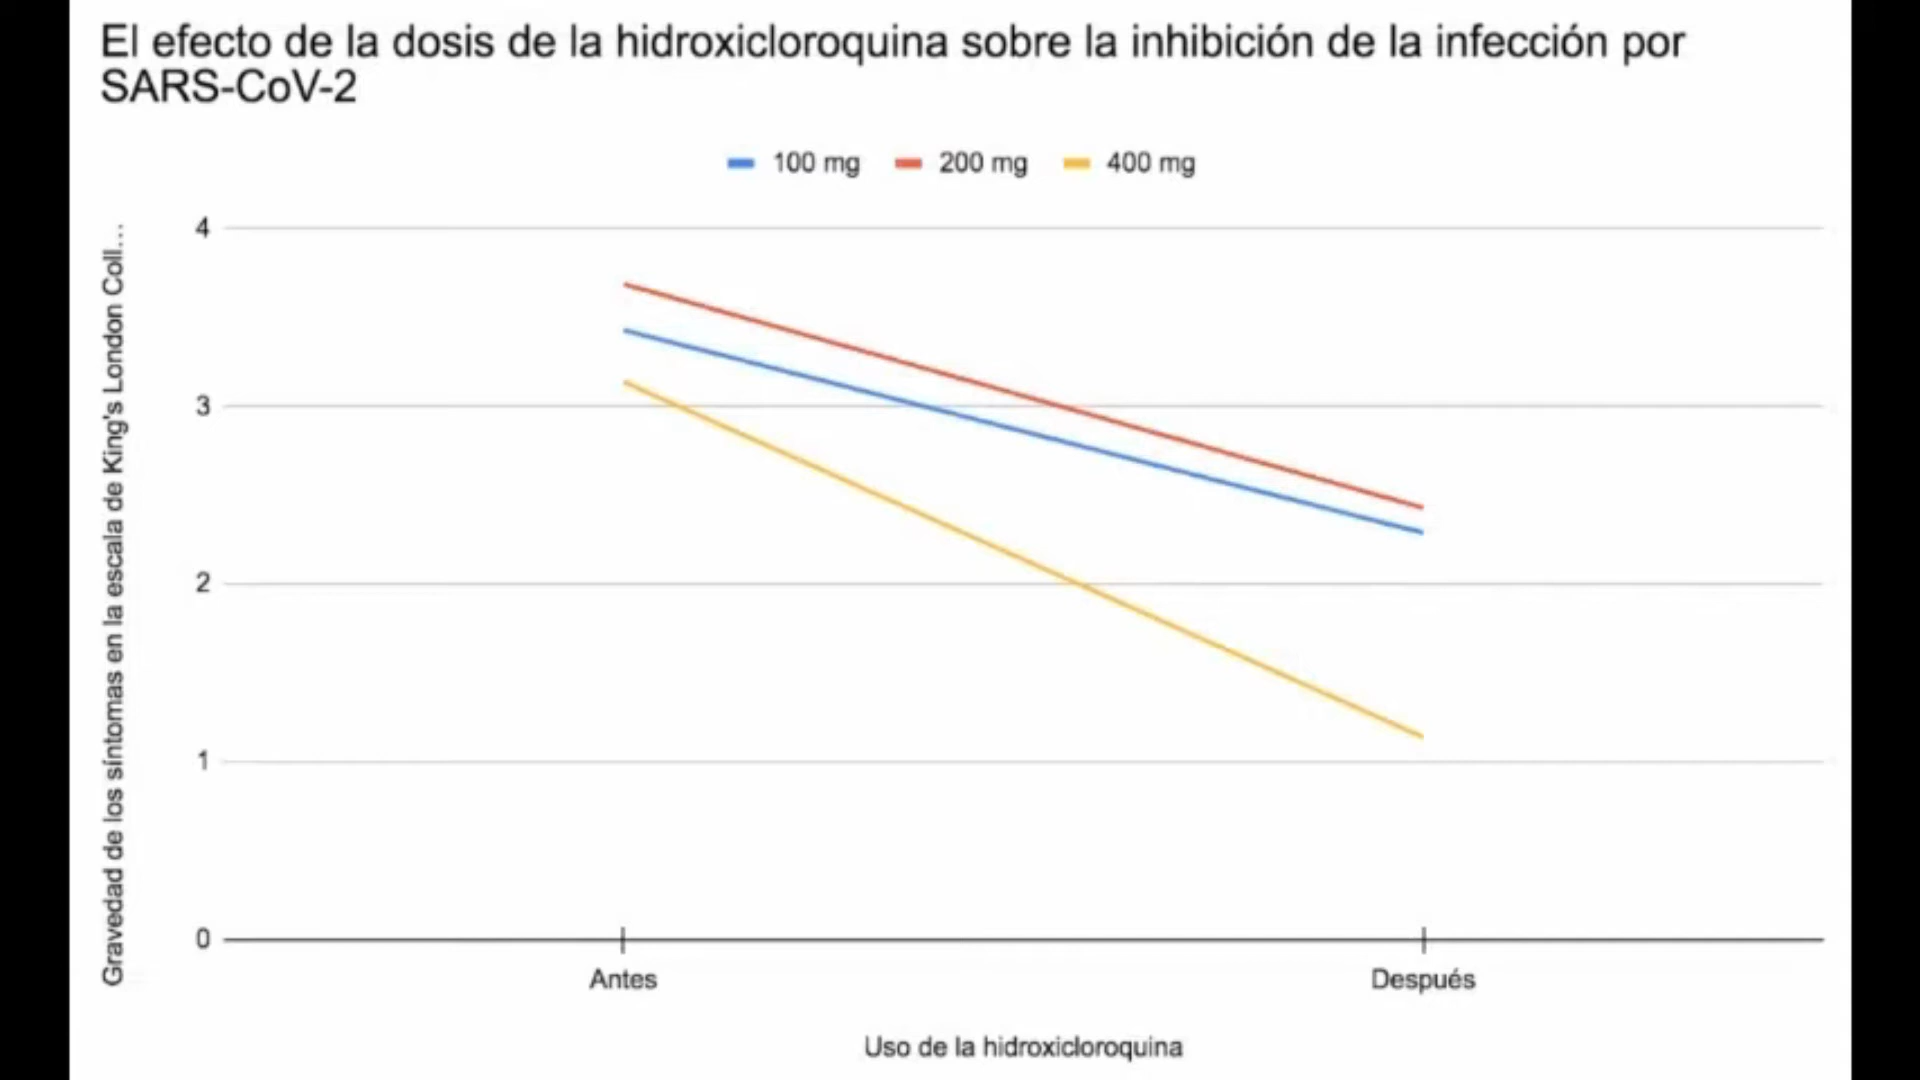 El efecto de la dosis de la hidroxicloroquina sobre la inhibición de la infección por
SARS-CoV-2
100 mg
200 mg
400 mg
Gravedad de los síntomas en la escala de King's London Coll...
4
3
2
1
0
Antes
Después
Uso de la hidroxicloroquina